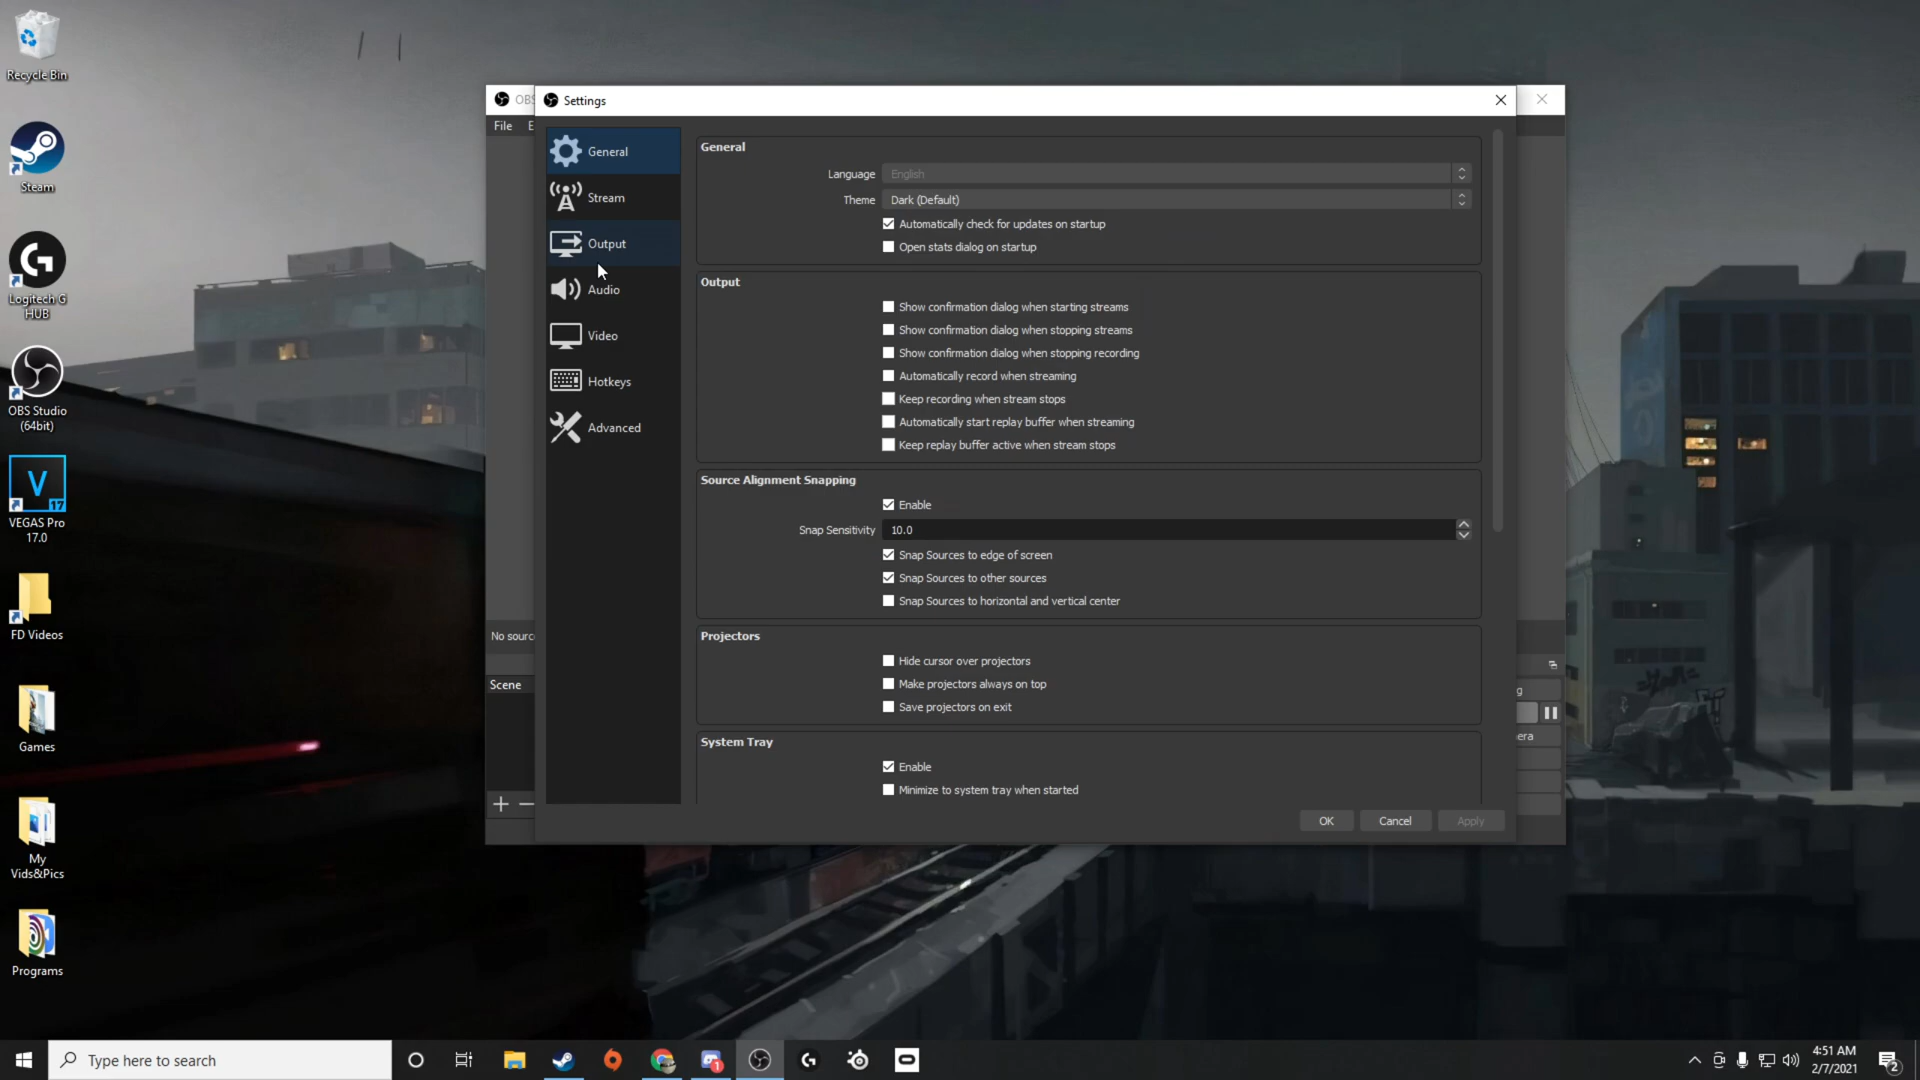 Recycle Bin
Steam
Logitech G
HUB
OBS Studio
(64bit)
V
17
VEGAS Pro
17.0
FD Videos
Games
My
Vids&Pics
Programs
OBS
File
No sourc
Scene
Settings
General
Stream
Output
Audio
Video
Hotkeys
Advanced
General
Language English
Theme Dark (Default)
Automatically check for updates on startup
Open stats dialog on startup
Output
Show confirmation dialog when starting streams
Show confirmation dialog when stopping streams
Show confirmation dialog when stopping recording
Automatically record when streaming
Keep recording when stream stops
Automatically start replay buffer when streaming
Keep replay buffer active when stream stops
Source Alignment Snapping
Enable
Snap Sensitivity 10.0
Snap Sources to edge of screen
Snap Sources to other sources
Snap Sources to horizontal and vertical center
Projectors
Hide cursor over projectors
Make projectors always on top
Save projectors on exit
System Tray
Enable
Minimize to system tray when started
OK Cancel Apply
g
era
Type here to search
1
4:51 AM
2/7/2021
2